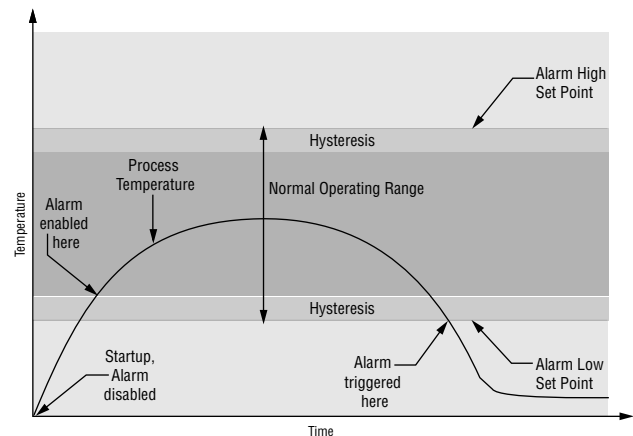 Alarm High
Set Point
Hysteresis
Process
Temperature
Normal Operating Range
Alarm
enabled
here
Temperature
Hysteresis
Startup,
Alarm
disabled
Alarm
triggered
here
Alarm Low
Set Point
Time